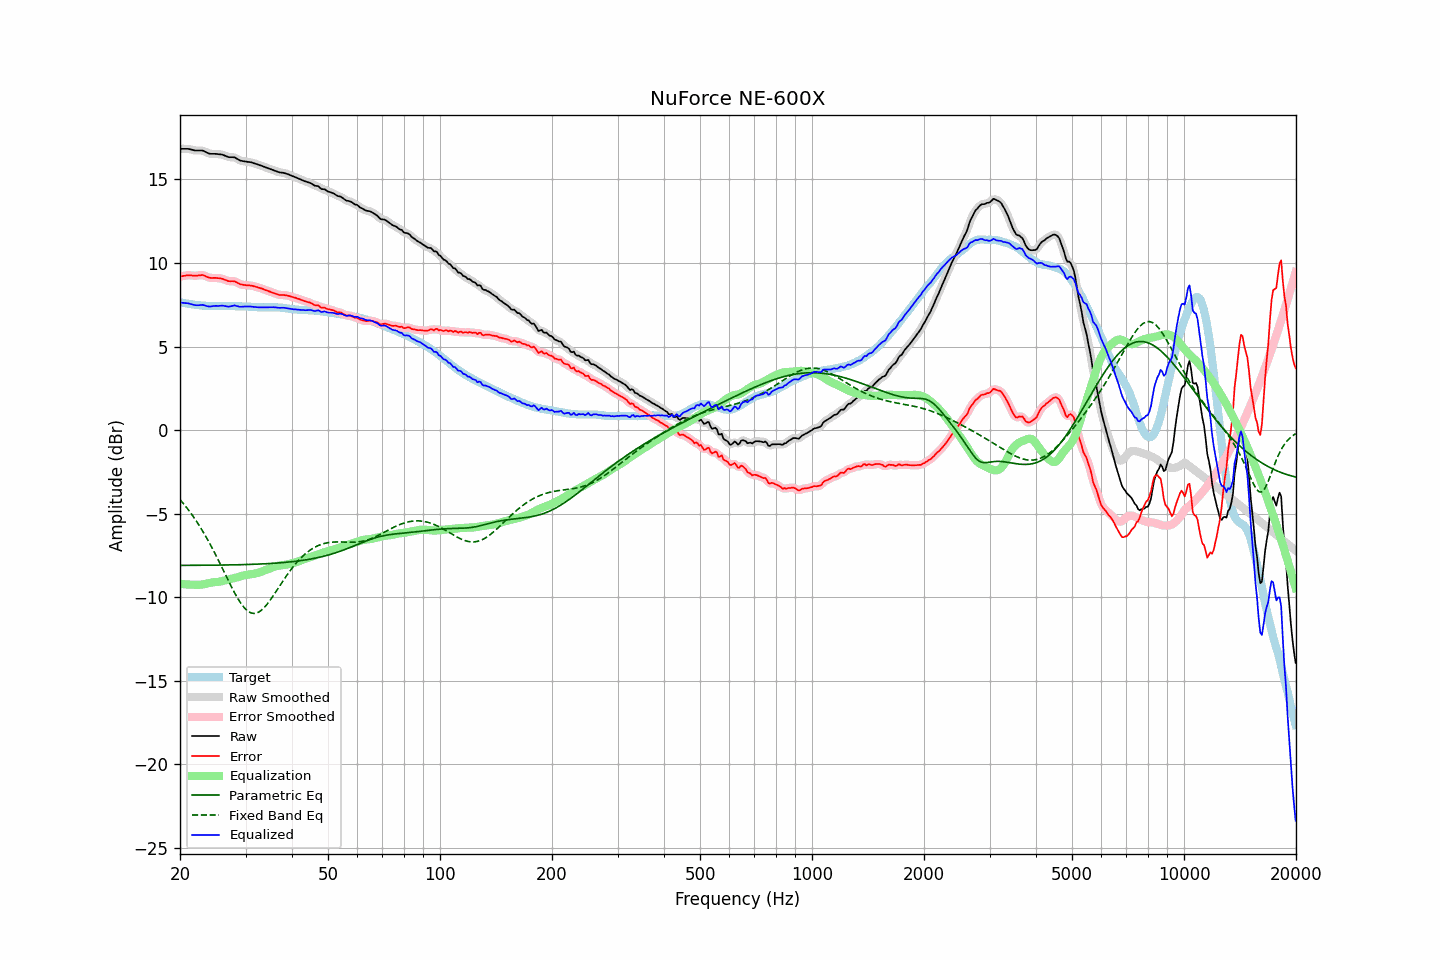 NuForce NE-600X
Amplitude (dBr)
15
10
5
0
−5
−10
−15
−20
−25
Target
Raw Smoothed
Error Smoothed
Raw
Error
Equalization
Parametric Eq
Fixed Band Eq
Equalized
20 50 100 200 500 1000 2000 5000 10000 20000
Frequency (Hz)